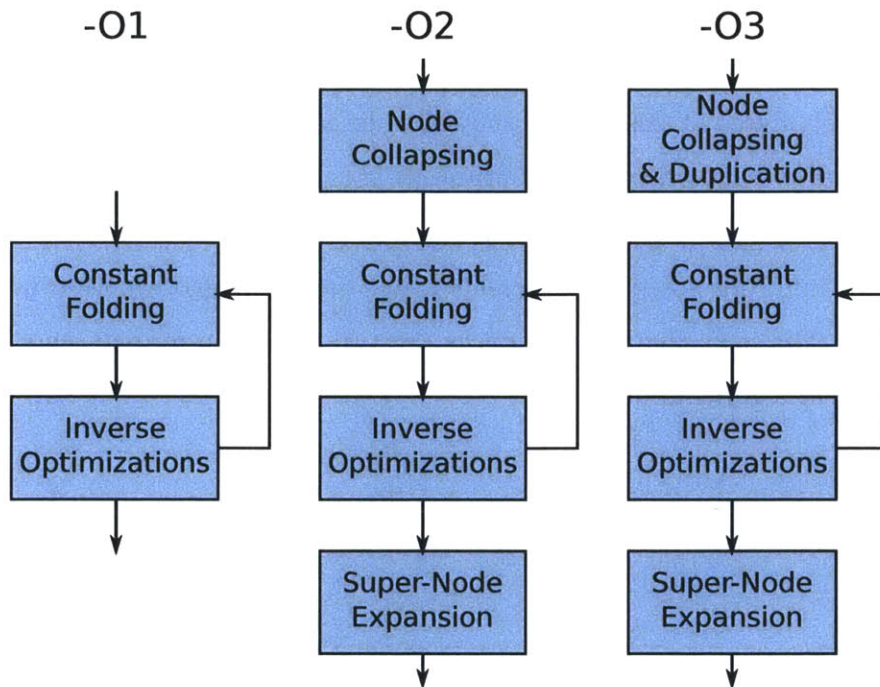 -O1
-O2
-O3
Node
Collapsing
Node
Collapsing
& Duplication
Constant
Folding
Constant
Folding
Constant
Folding
Inverse
Optimizations
Inverse
Optimizations
Inverse
Optimizations
Super-Node
Expansion
Super-Node
Expansion